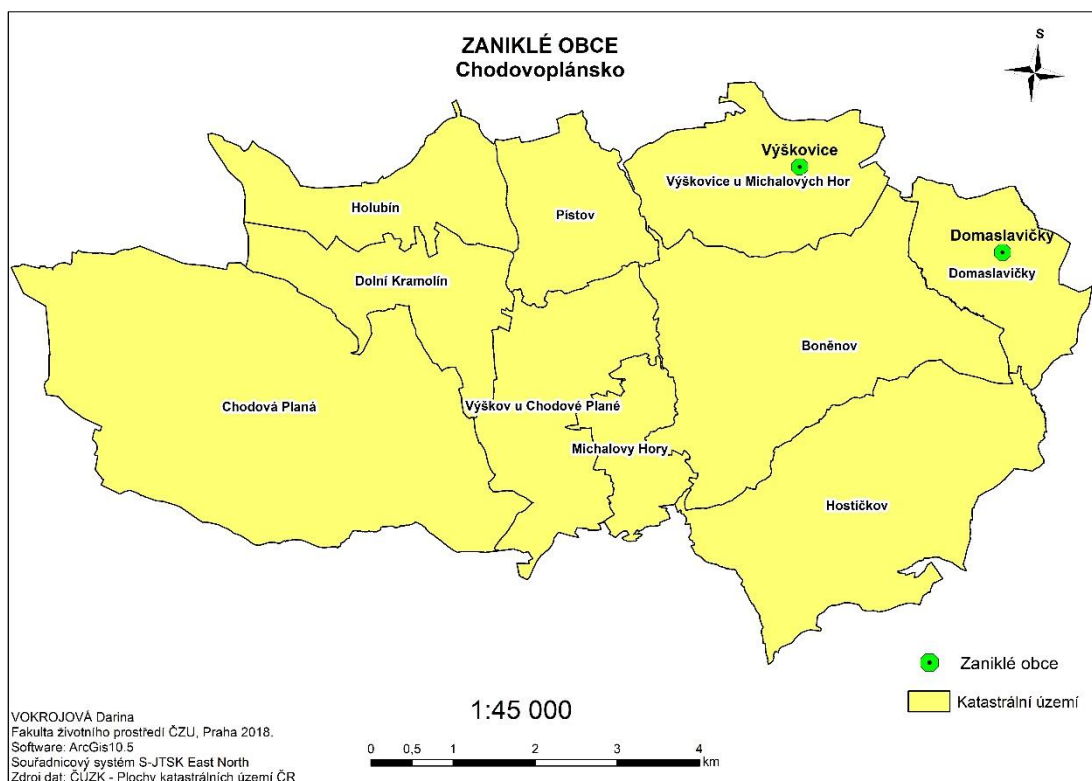 ZANIKLÉ OBCE
Chodovoplánsko
S
Výškovice
Výškovice u Michalových Hor
Holubín
Pístov
Domaslavičky
Domaslavičky
Dolní Kramolín
Boněnov
Chodová Planá
Výškov u Chodové Plané
Michalovy Hory
Hostíčkov
Zaniklé obce
Katastrální území
1:45 000
VOKROJOVÁ Darina
Fakulta životního prostředí ČZU, Praha 2018.
Software: ArcGis10.5
Souřadnicový systém S-JTSK East North
Zdroj dat: ČÚZK - Plochy katastrálních území ČR
0 0,5 1 2 3 4
km